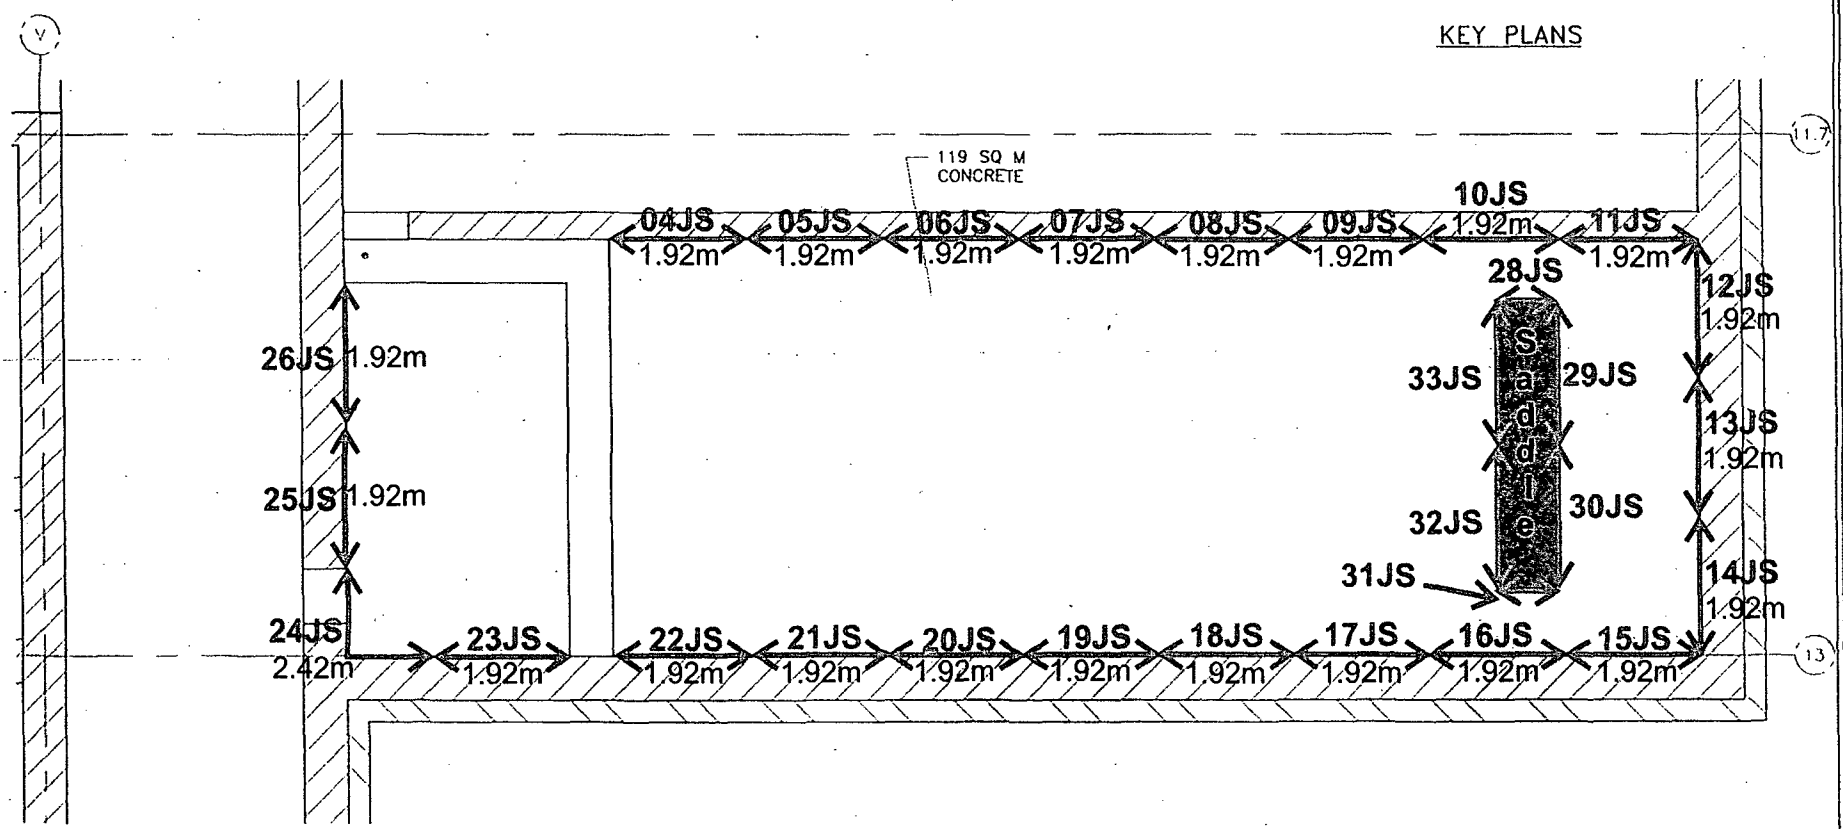 V
KEY PLANS
11.7
119 SQ M
CONCRETE
04JS
1.92m
05JS
1.92m
06JS
1.92m
07JS
1.92m
08JS
1.92m
09JS
1.92m
10JS
1.92m
11JS
1.92m
12JS
1.92m
13JS
1.92m
14JS
1.92m
28JS
33JS
29JS
Saddle
32JS
30JS
31JS
26JS 1.92m
25JS 1.92m
24JS
2.42m
23JS
1.92m
22JS
1.92m
21JS
1.92m
20JS
1.92m
19JS
1.92m
18JS
1.92m
17JS
1.92m
16JS
1.92m
15JS
1.92m
13